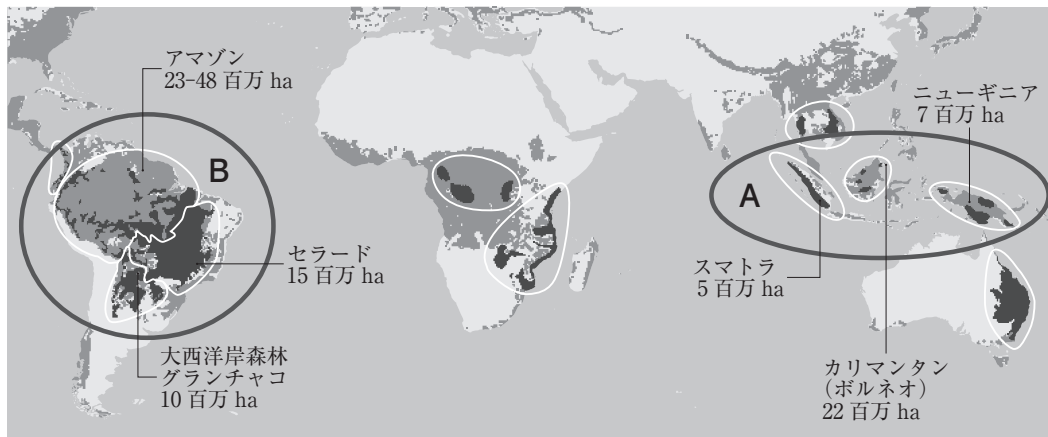 アマゾン
23-48 百万 ha
B
セラード
15 百万 ha
大西洋岸森林
グランチャコ
10 百万 ha
ニューギニア
7 百万 ha
A
スマトラ
5 百万 ha
カリマンタン
（ボルネオ）
22 百万 ha